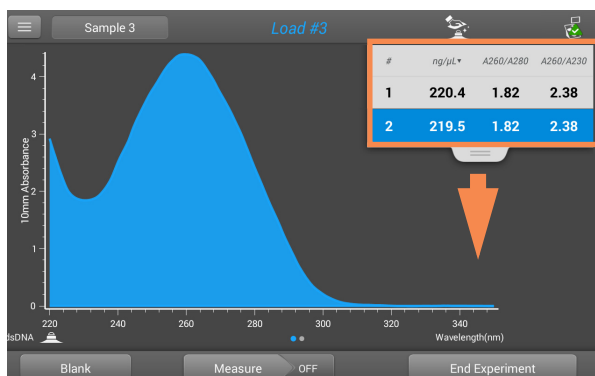 Sample 3
Load #3
# ng/µL▾ A260/A280 A260/A230
1 220.4 1.82 2.38
2 219.5 1.82 2.38
10mm Absorbance
4
3
2
1
0
220 240 260 280 300 320 340
dsDNA
Wavelength(nm)
Blank
Measure OFF
End Experiment